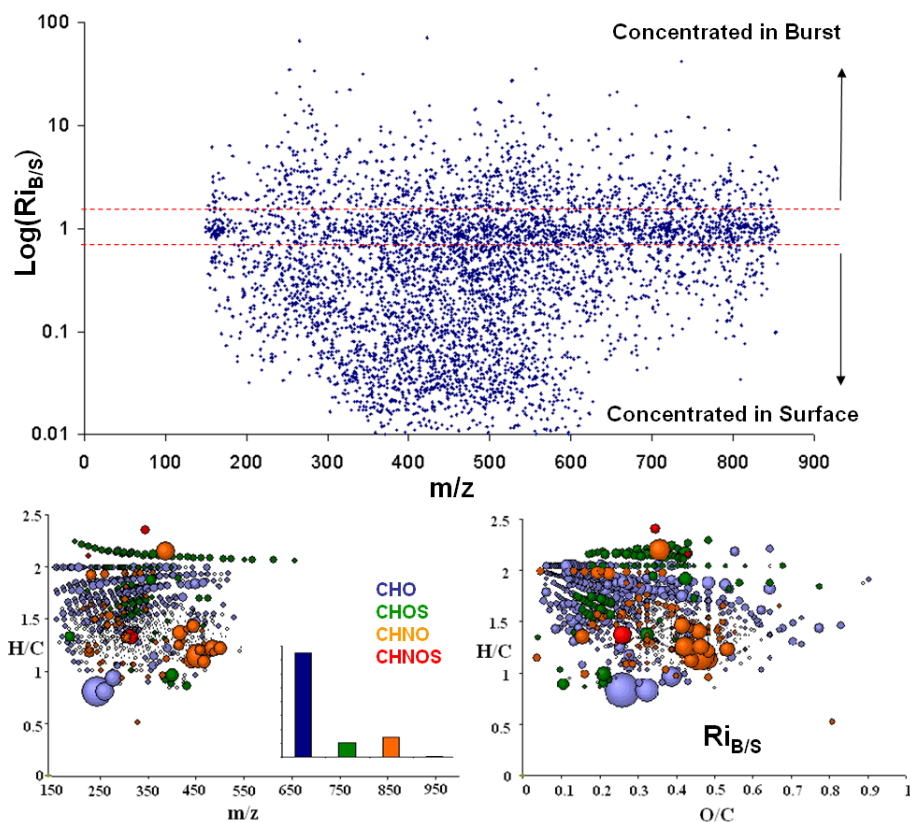 100
Concentrated in Burst
10
Log(Ri_B/S)
1
0.1
Concentrated in Surface
0.01
0 100 200 300 400 500 600 700 800 900
m/z
2.5
2
1.5
H/C
1
0.5
0
CHO
CHOS
CHNO
CHNOS
150 250 350 450 550 650 750 850 950
m/z
2.5
2
1.5
H/C
1
0.5
0
Ri_B/S
0 0.1 0.2 0.3 0.4 0.5 0.6 0.7 0.8 0.9 1
O/C